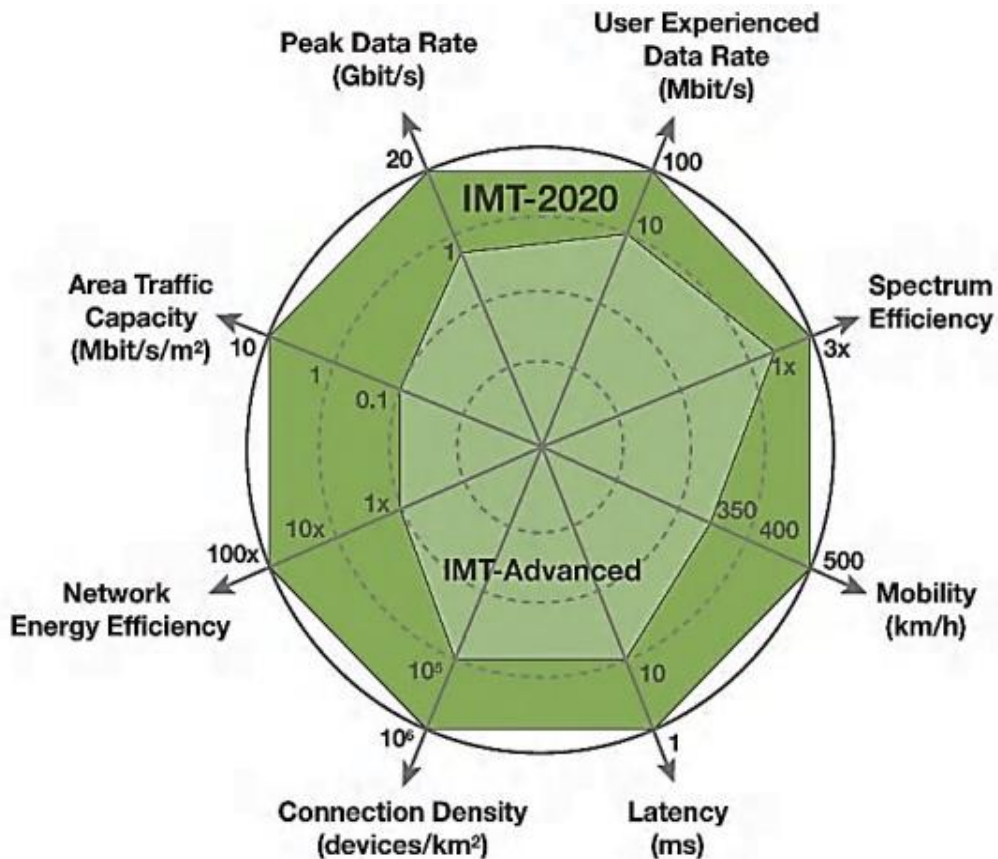 Peak Data Rate
(Gbit/s)
User Experienced
Data Rate
(Mbit/s)
20
100
IMT-2020
1
10
Area Traffic
Capacity
(Mbit/s/m²)
Spectrum
Efficiency
10
1
0.1
1x
3x
1x
10x
100x
350
400
500
Network
Energy Efficiency
IMT-Advanced
Mobility
(km/h)
10⁵
10
10⁶
1
Connection Density
(devices/km²)
Latency
(ms)